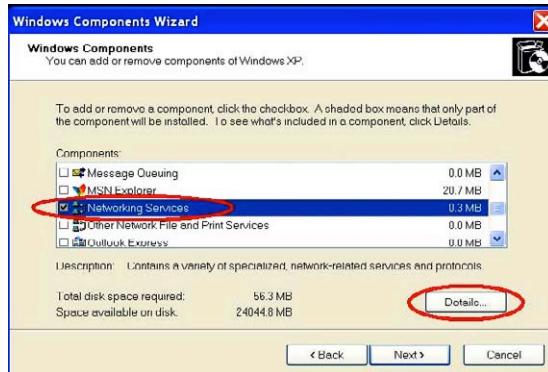 Windows Components Wizard
Windows Components
You can add or remove components of Windows XP.
To add or remove a component, click the checkbox. A shaded box means that only part of
the component will be installed. To see what's included in a component, click Details.
Components:
Message Queuing 0.0 MB
MSN Explorer 20.7 MB
Networking Services 0.3 MB
Other Network File and Print Services 0.0 MB
Outlook Express 0.0 MB
Description: Contains a variety of specialized, network-related services and protocols.
Total disk space required: 56.3 MB
Details...
Space available on disk: 24044.8 MB
< Back Next > Cancel